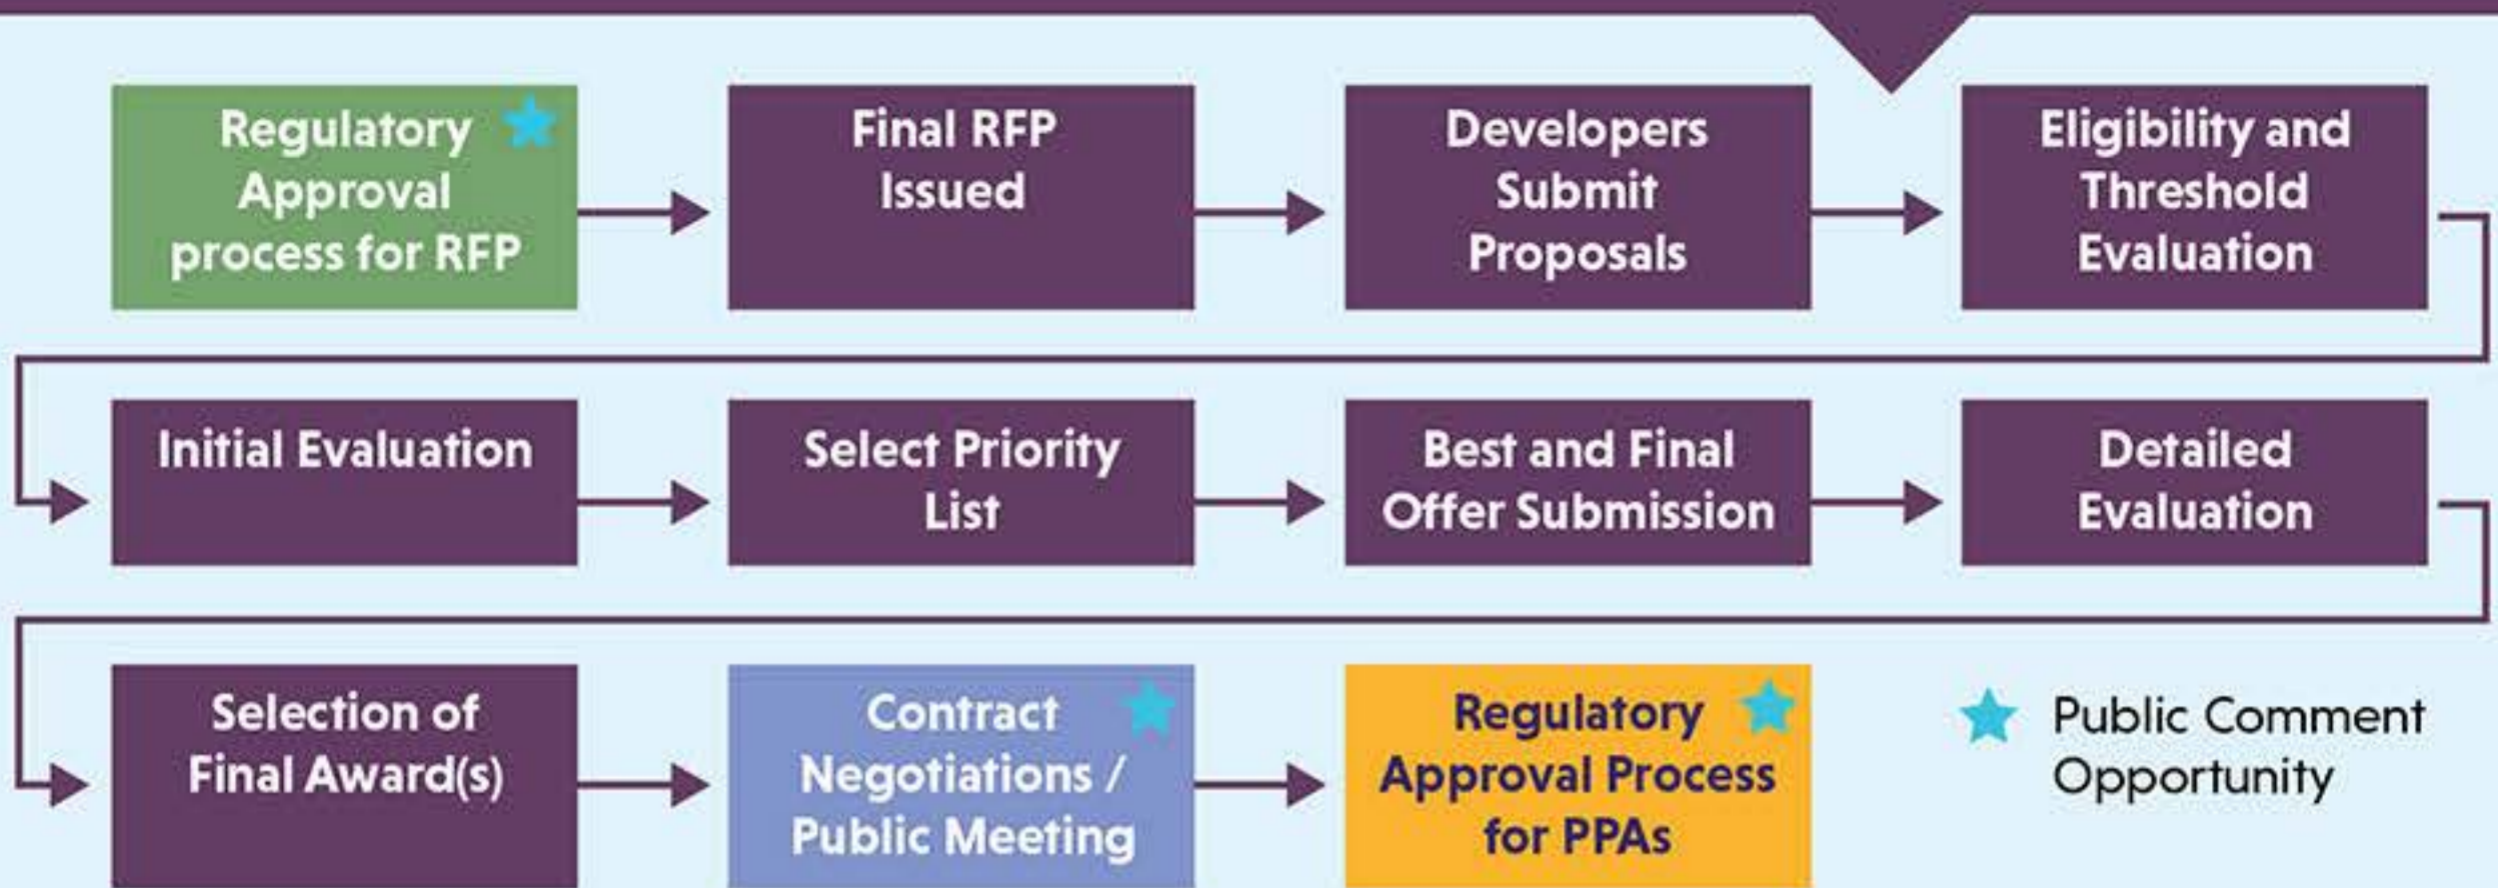 Regulatory
Approval
process for RFP
Final RFP
Issued
Developers
Submit
Proposals
Eligibility and
Threshold
Evaluation
Initial Evaluation
Select Priority
List
Best and Final
Offer Submission
Detailed
Evaluation
Selection of
Final Award(s)
Contract
Negotiations /
Public Meeting
Regulatory
Approval Process
for PPAs
Public Comment
Opportunity